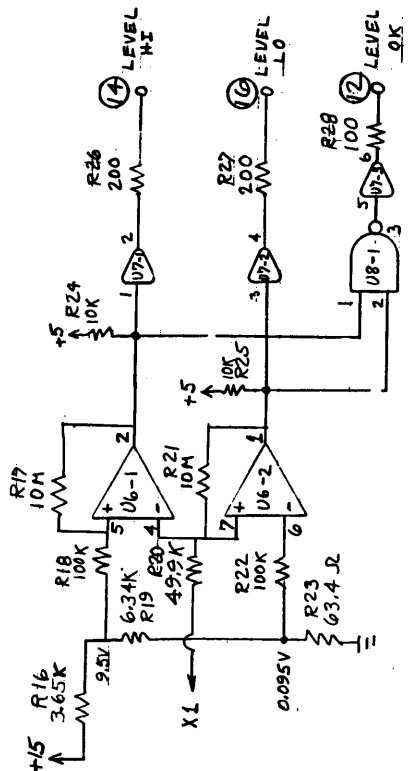 +15
R16
3.65K
9.5V
R18
100K
R17
10M
6.34K
R19
R20
49.9K
X1
0.095V
R22
100K
R23
63.4 Ω
R21
10M
+
5
-
4
U6-1
2
+
7
-
6
U6-2
1
+5
R24
10K
+5
10K
R25
1
U7-1
2
3
U7-2
4
1
2
U8-1
3
5
6
R26
200
R27
200
R28
100
14
LEVEL
HI
16
LEVEL
LO
12
LEVEL
OK